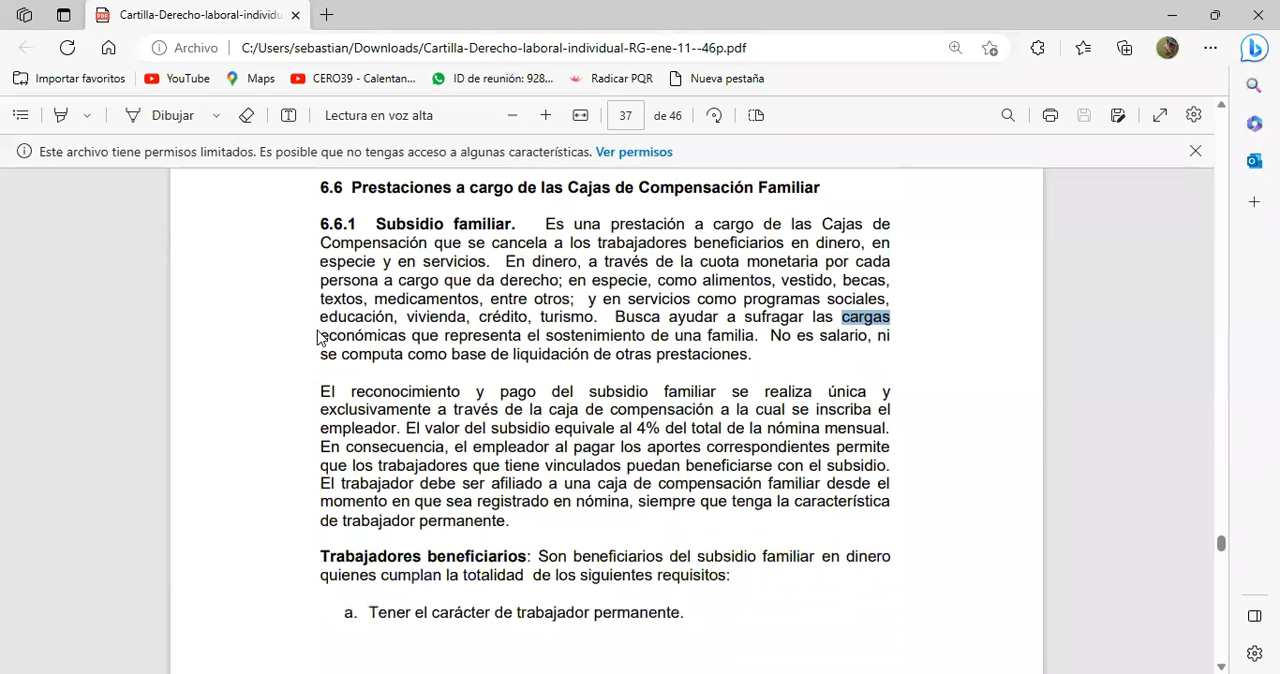 Cartilla-Derecho-laboral-individu
Archivo C:/Users/sebastian/Downloads/Cartilla-Derecho-laboral-individual-RG-ene-11--46p.pdf
Importar favoritos YouTube Maps CERO39 - Calentan... ID de reunión: 928... Radicar PQR Nueva pestaña
Dibujar Lectura en voz alta 37 de 46
Este archivo tiene permisos limitados. Es posible que no tengas acceso a algunas características. Ver permisos
6.6 Prestaciones a cargo de las Cajas de Compensación Familiar
6.6.1 Subsidio familiar. Es una prestación a cargo de las Cajas de
Compensación que se cancela a los trabajadores beneficiarios en dinero, en
especie y en servicios. En dinero, a través de la cuota monetaria por cada
persona a cargo que da derecho; en especie, como alimentos, vestido, becas,
textos, medicamentos, entre otros; y en servicios como programas sociales,
educación, vivienda, crédito, turismo. Busca ayudar a sufragar las cargas
económicas que representa el sostenimiento de una familia. No es salario, ni
se computa como base de liquidación de otras prestaciones.
El reconocimiento y pago del subsidio familiar se realiza única y
exclusivamente a través de la caja de compensación a la cual se inscriba el
empleador. El valor del subsidio equivale al 4% del total de la nómina mensual.
En consecuencia, el empleador al pagar los aportes correspondientes permite
que los trabajadores que tiene vinculados puedan beneficiarse con el subsidio.
El trabajador debe ser afiliado a una caja de compensación familiar desde el
momento en que sea registrado en nómina, siempre que tenga la característica
de trabajador permanente.
Trabajadores beneficiarios: Son beneficiarios del subsidio familiar en dinero
quienes cumplan la totalidad de los siguientes requisitos:
a. Tener el carácter de trabajador permanente.